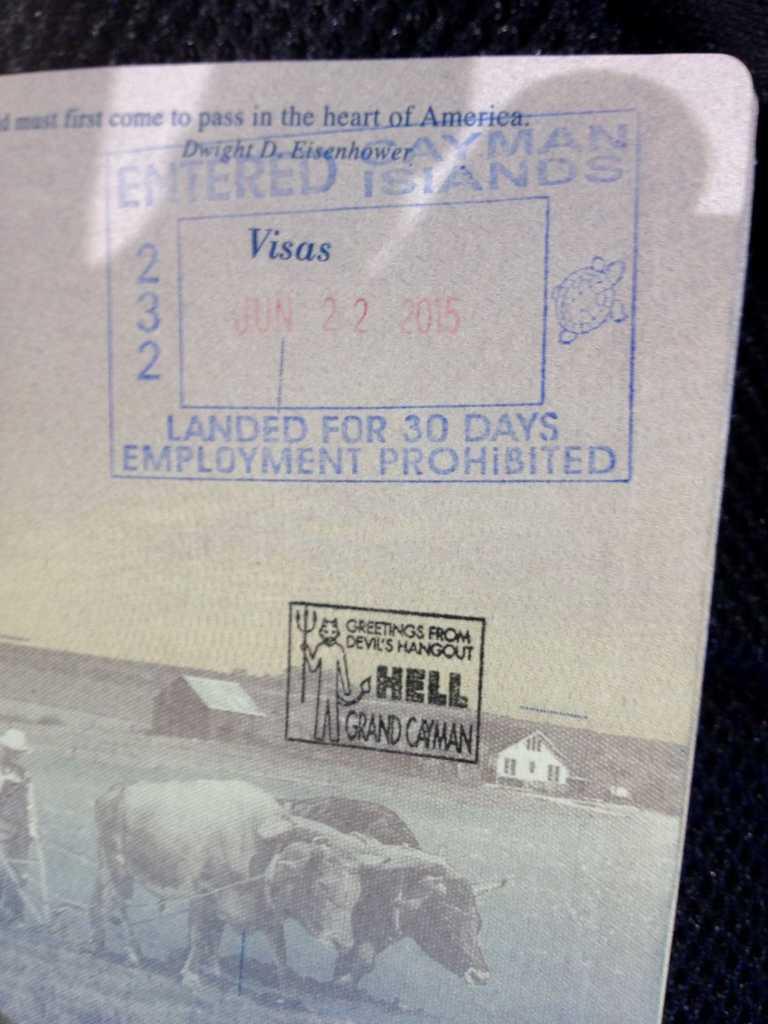 must first come to pass in the heart of America.
Dwight D. Eisenhower
ENTERED CAYMAN ISLANDS
Visas
232
JUN 22 2015
LANDED FOR 30 DAYS
EMPLOYMENT PROHIBITED
GREETINGS FROM
DEVIL'S HANGOUT
HELL
GRAND CAYMAN